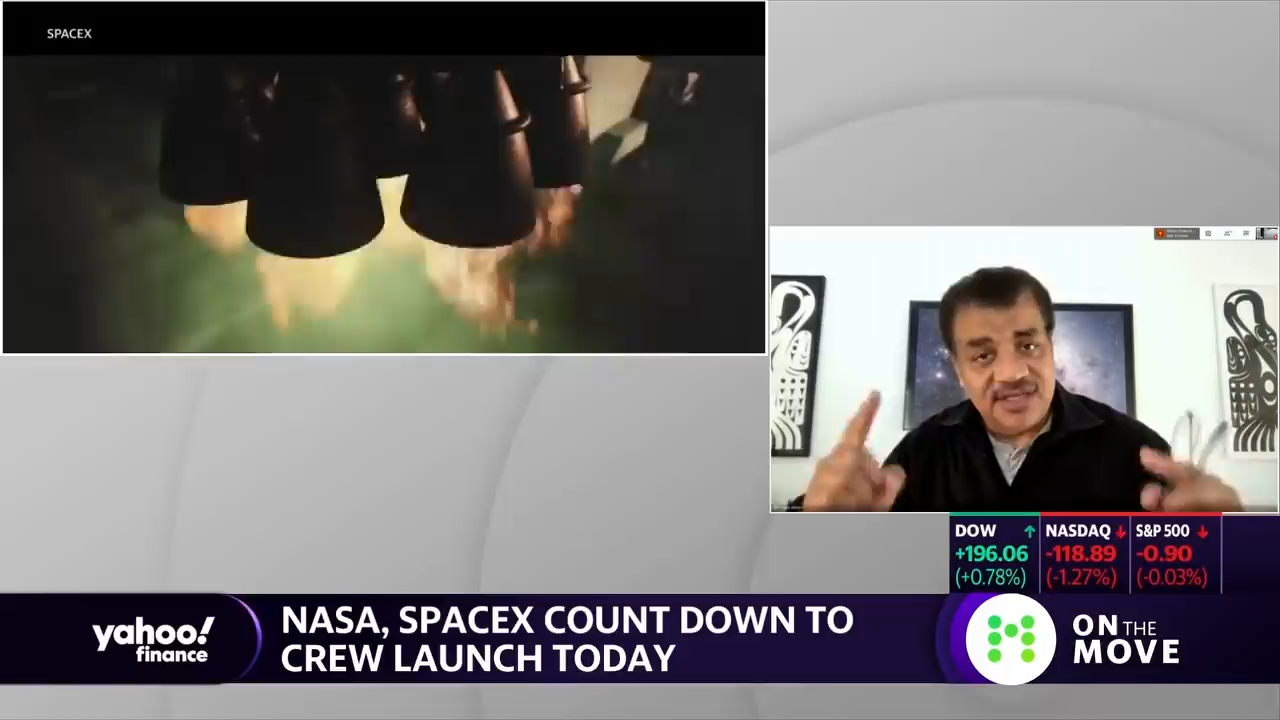 SPACEX
DOW
+196.06
(+0.78%)
NASDAQ
-118.89
(-1.27%)
S&P 500
-0.90
(-0.03%)
yahoo!
finance
NASA, SPACEX COUNT DOWN TO
CREW LAUNCH TODAY
ON THE
MOVE